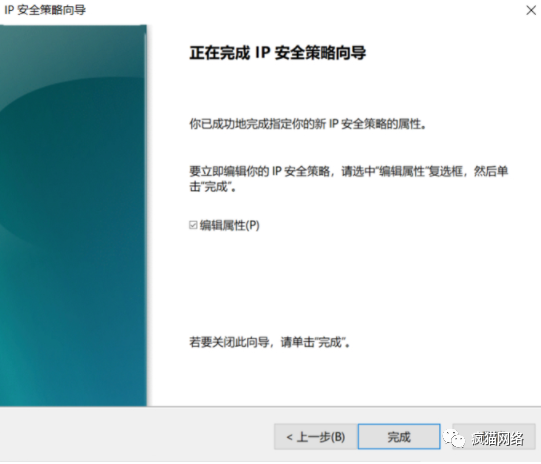 IP 安全策略向导
正在完成 IP 安全策略向导
你已成功地完成指定你的新 IP 安全策略的属性。
要立即编辑你的 IP 安全策略，请选中“编辑属性”复选框，然后单
击“完成”。
编辑属性(P)
若要关闭此向导，请单击“完成”。
< 上一步(B) 完成 疯猫网络